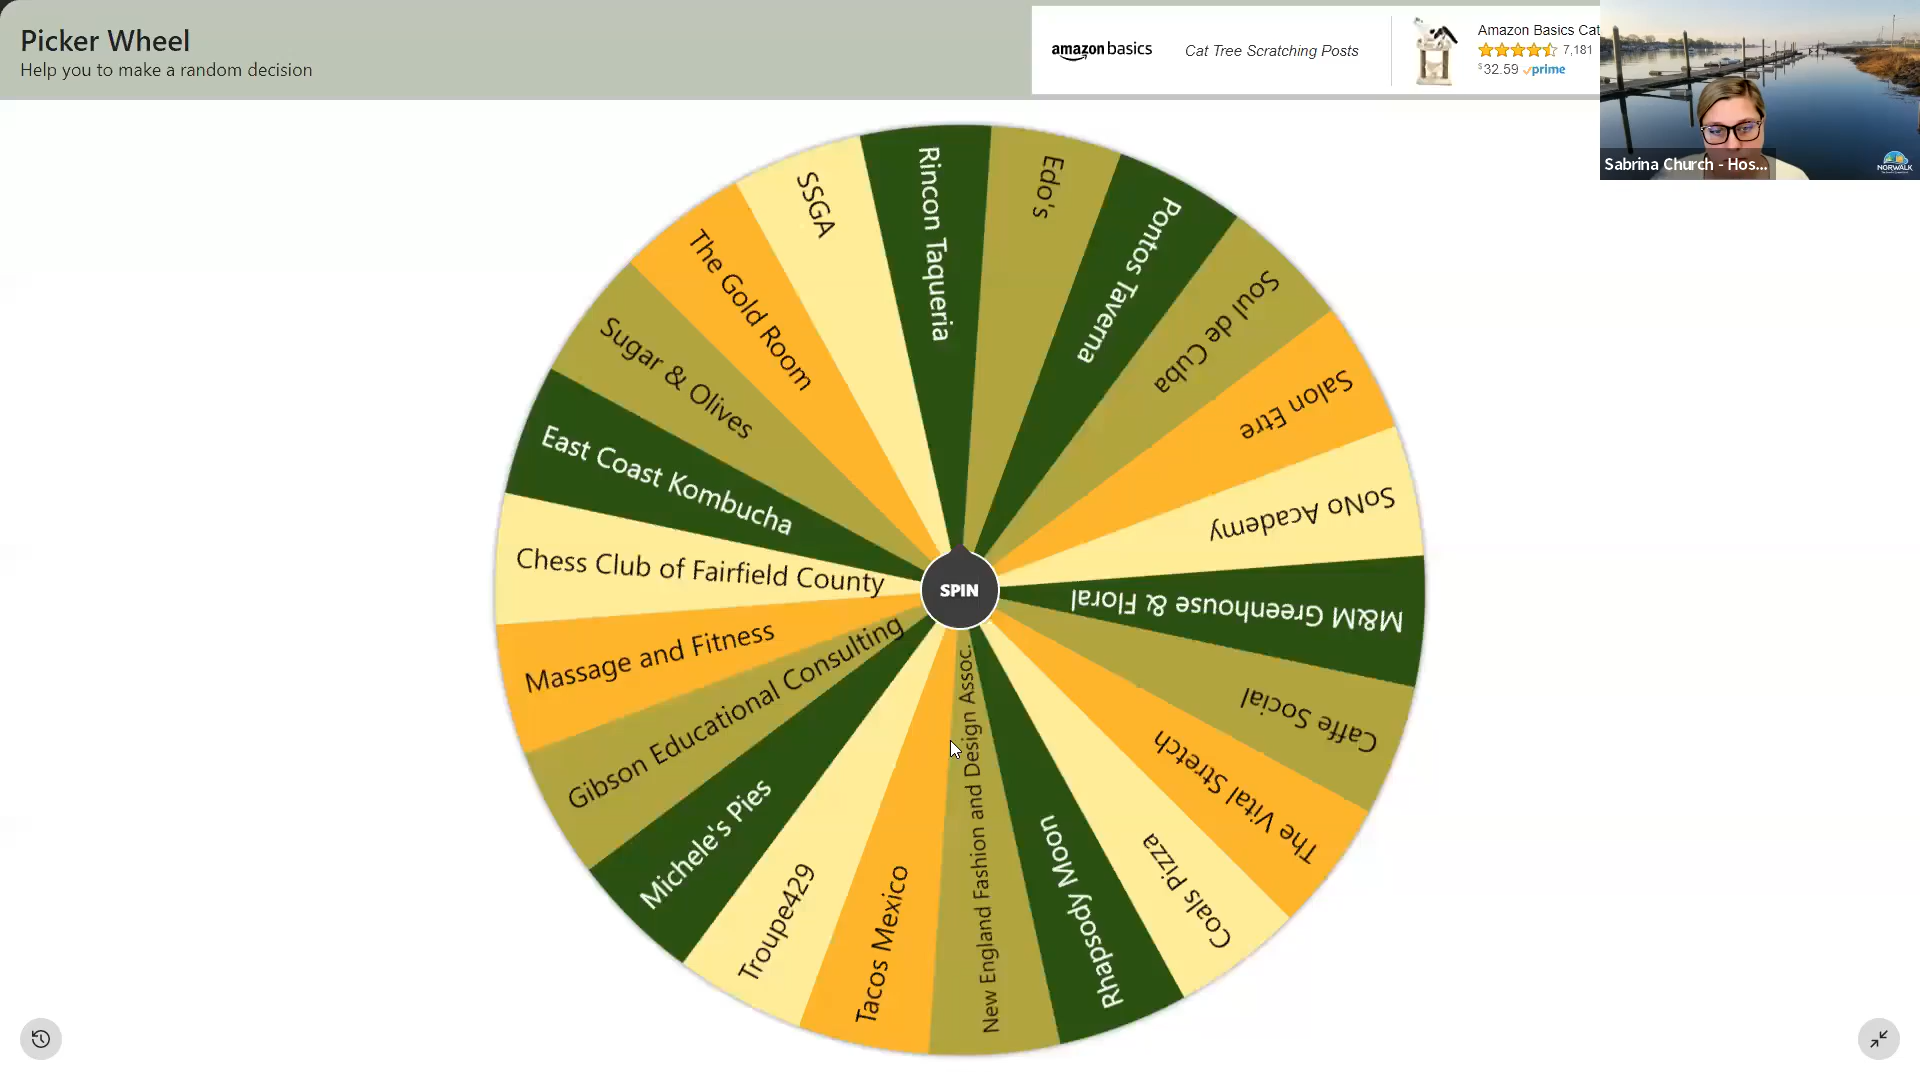 Picker Wheel
Help you to make a random decision
amazon basics
Cat Tree Scratching Posts
Amazon Basics Cat
7,181
$32.59 prime
Sabrina Church - Hos...
NORWALK
Rincon Taqueria
Edo's
Pontos Taverna
Soul de Cuba
Salon Etre
SoNo Academy
M&M Greenhouse & Floral
Caffe Social
The Vital Stretch
Coals Pizza
Rhapsody Moon
New England Fashion and Design Assoc.
Tacos Mexico
Troupe429
Michele's Pies
Gibson Educational Consulting
Massage and Fitness
Chess Club of Fairfield County
East Coast Kombucha
Sugar & Olives
The Gold Room
SSGA
SPIN